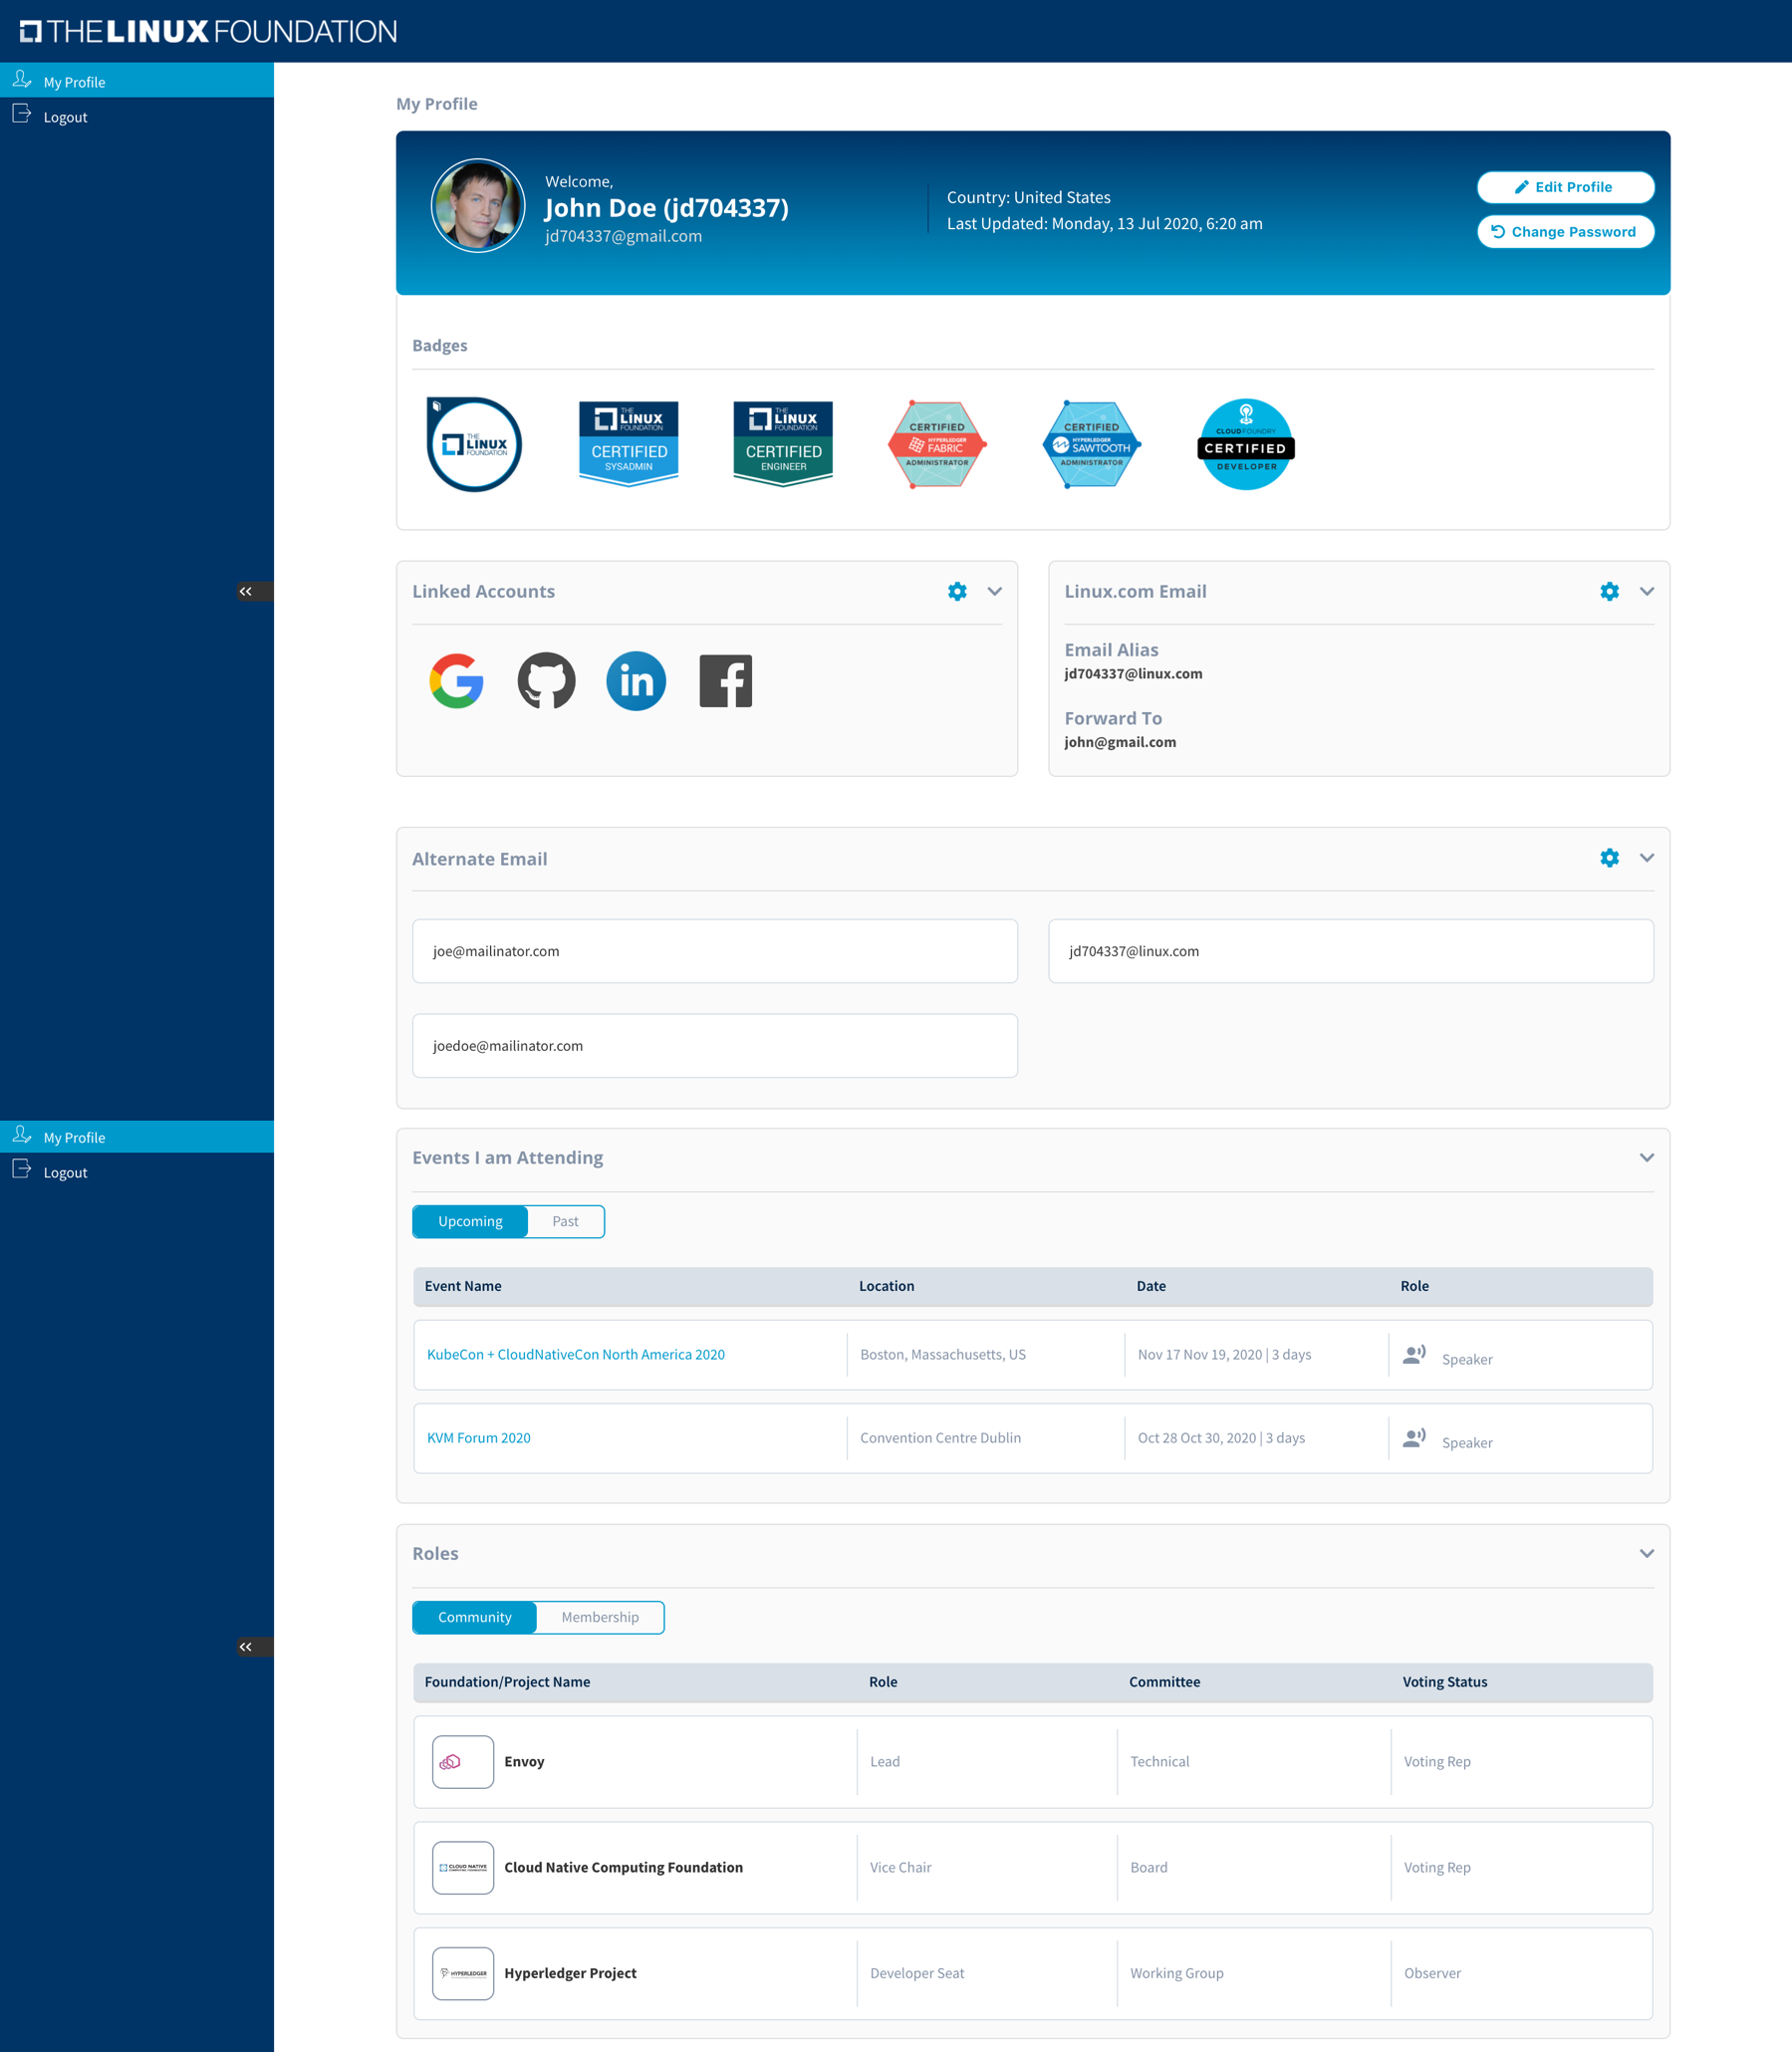 THE LINUX FOUNDATION
My Profile
Logout
My Profile
Welcome,
John Doe (jd704337)
jd704337@gmail.com
Country: United States
Last Updated: Monday, 13 Jul 2020, 6:20 am
Edit Profile
Change Password
Badges
THE
LINUX
FOUNDATION
THE
LINUX
FOUNDATION
CERTIFIED
SYSADMIN
THE
LINUX
FOUNDATION
CERTIFIED
ENGINEER
CERTIFIED
HYPERLEDGER
FABRIC
ADMINISTRATOR
CERTIFIED
HYPERLEDGER
SAWTOOTH
ADMINISTRATOR
CLOUD FOUNDRY
CERTIFIED
DEVELOPER
Linked Accounts
Linux.com Email
Email Alias
jd704337@linux.com
Forward To
john@gmail.com
Alternate Email
joe@mailinator.com
jd704337@linux.com
joedoe@mailinator.com
My Profile
Logout
Events I am Attending
Upcoming Past
Event Name Location Date Role
KubeCon + CloudNativeCon North America 2020 Boston, Massachusetts, US Nov 17 Nov 19, 2020 | 3 days Speaker
KVM Forum 2020 Convention Centre Dublin Oct 28 Oct 30, 2020 | 3 days Speaker
Roles
Community Membership
Foundation/Project Name Role Committee Voting Status
Envoy Lead Technical Voting Rep
CLOUD NATIVE
COMPUTING FOUNDATION
Cloud Native Computing Foundation Vice Chair Board Voting Rep
HYPERLEDGER
Hyperledger Project Developer Seat Working Group Observer